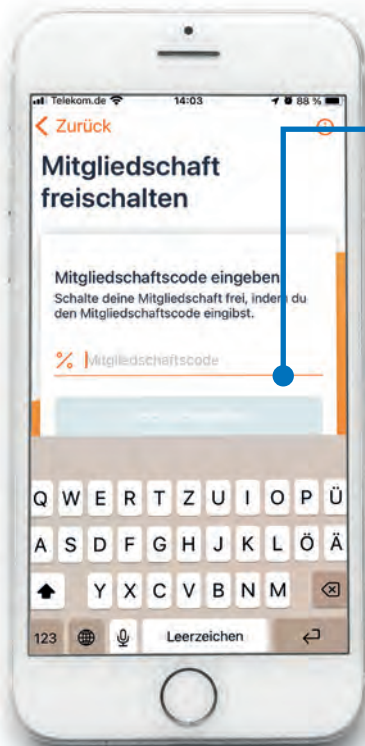 Telekom.de 14:03 88 %
Zurück
Mitgliedschaft
freischalten
Mitgliedschaftscode eingeben
Schalte deine Mitgliedschaft frei, indem du
den Mitgliedschaftscode eingibst.
% Mitgliedschaftscode
Q W E R T Z U I O P Ü
A S D F G H J K L Ö Ä
Y X C V B N M
123 Leerzeichen